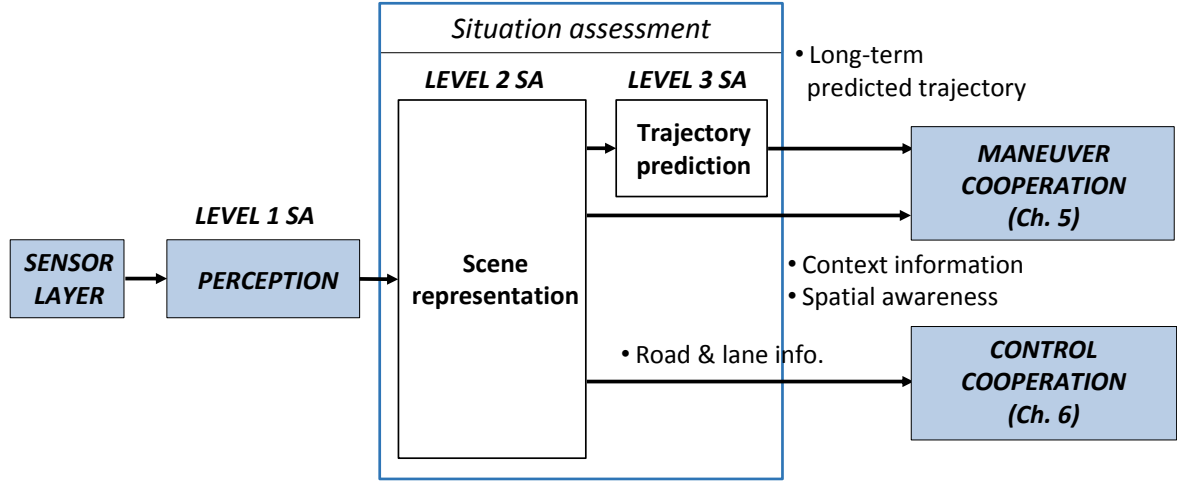 Situation assessment
LEVEL 2 SA
LEVEL 3 SA
• Long-term
predicted trajectory
Trajectory
prediction
MANEUVER
COOPERATION
(Ch. 5)
LEVEL 1 SA
SENSOR
LAYER
PERCEPTION
Scene
representation
• Context information
• Spatial awareness
• Road & lane info.
CONTROL
COOPERATION
(Ch. 6)